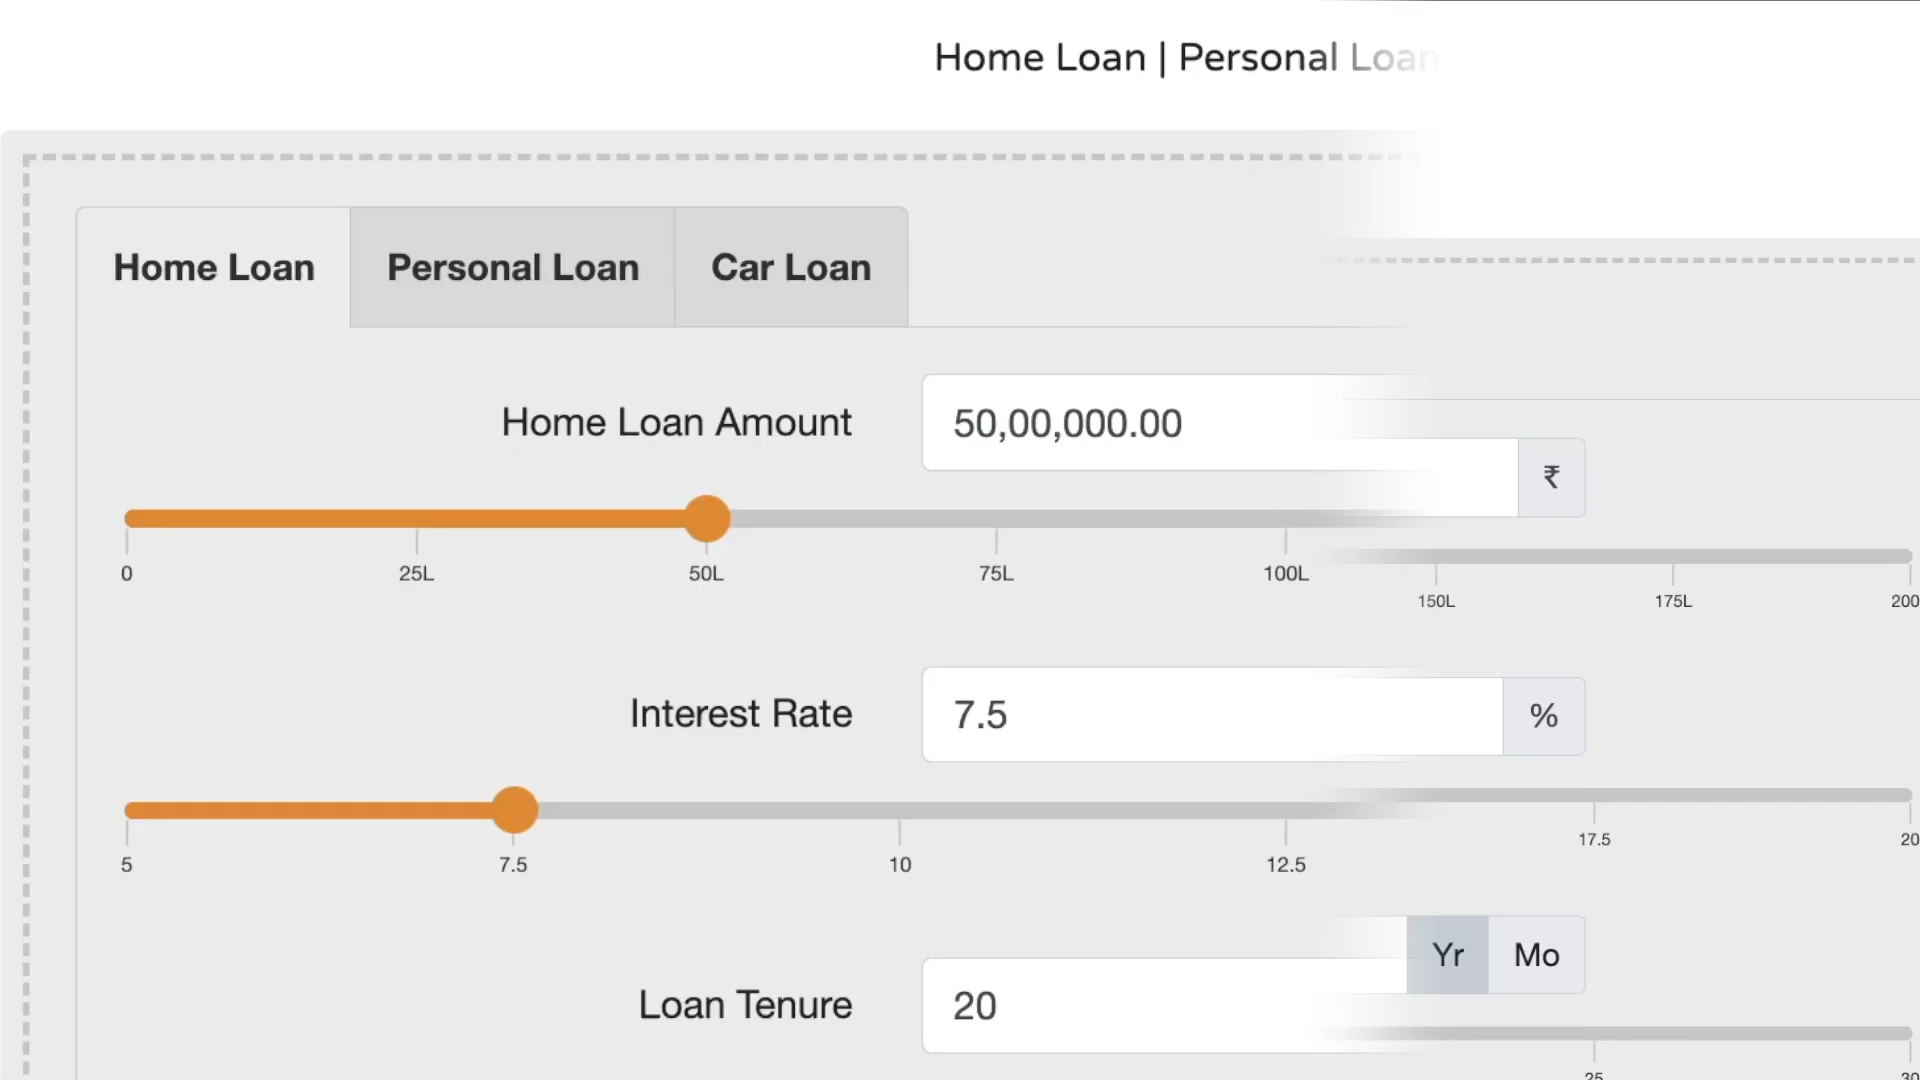 Home Loan | Personal Loan
Home Loan Personal Loan Car Loan
Home Loan Amount 50,00,000.00 ₹
0 25L 50L 75L 100L 150L 175L 200
Interest Rate 7.5 %
5 7.5 10 12.5 17.5 20
Loan Tenure 20 Yr Mo
25 30